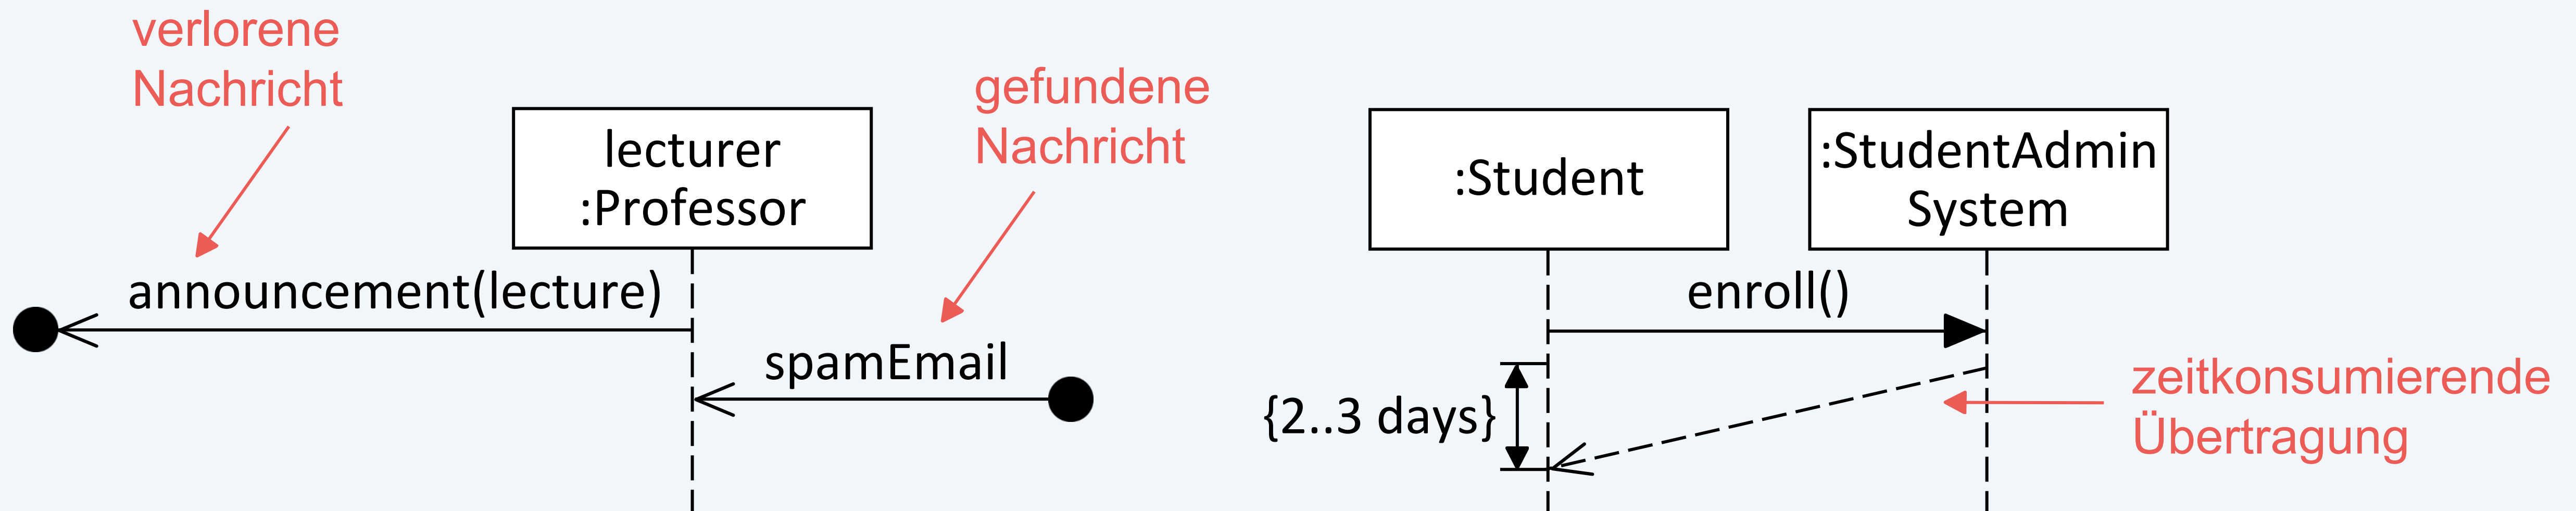 verlorene
Nachricht
gefundene
Nachricht
lecturer
:Professor
announcement(lecture)
spamEmail
:Student
:StudentAdmin
System
enroll()
{2..3 days}
zeitkonsumierende
Übertragung